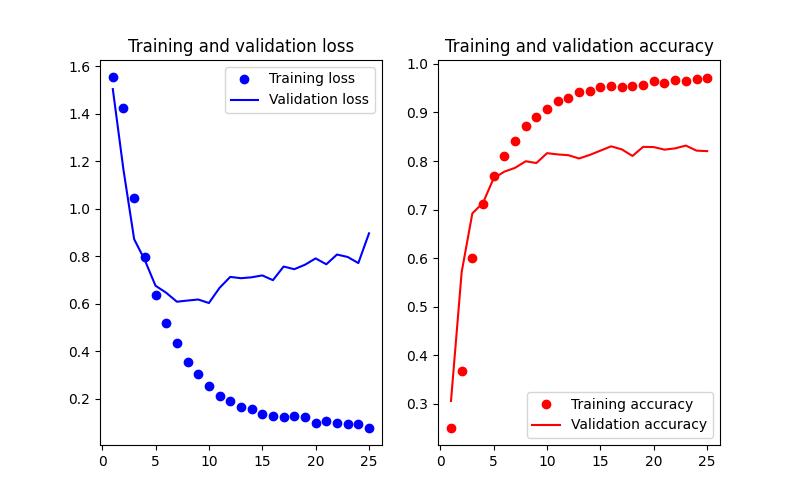 Training and validation loss
Training and validation accuracy
1.6
1.4
1.2
1.0
0.8
0.6
0.4
0.2
0 5 10 15 20 25
Training loss
Validation loss
1.0
0.9
0.8
0.7
0.6
0.5
0.4
0.3
0 5 10 15 20 25
Training accuracy
Validation accuracy